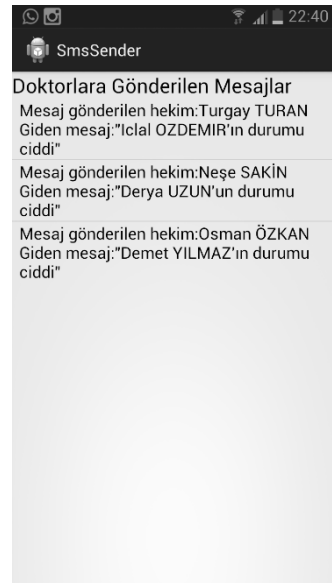 22:40
SmsSender
Doktorlara Gönderilen Mesajlar
Mesaj gönderilen hekim:Turgay TURAN
Giden mesaj:"Iclal OZDEMIR'ın durumu
ciddi"
Mesaj gönderilen hekim:Neşe SAKİN
Giden mesaj:"Derya UZUN'un durumu
ciddi"
Mesaj gönderilen hekim:Osman ÖZKAN
Giden mesaj:"Demet YILMAZ'ın durumu
ciddi"